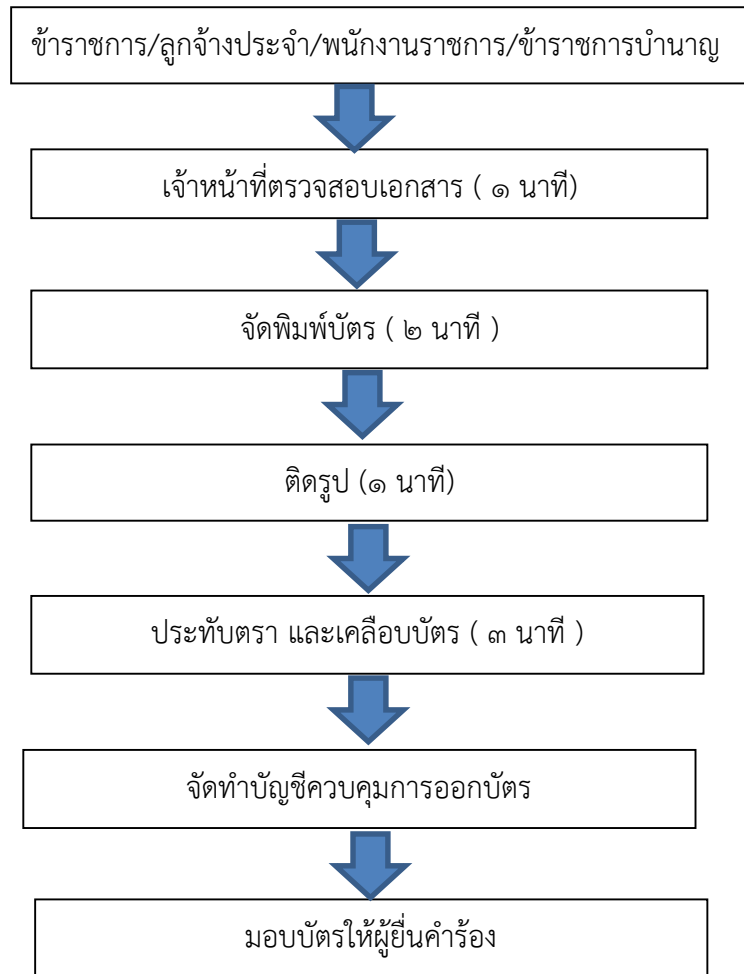 ข้าราชการ/ลูกจ้างประจำ/พนักงานราชการ/ข้าราชการบำนาญ
เจ้าหน้าที่ตรวจสอบเอกสาร ( ๑ นาที)
จัดพิมพ์บัตร ( ๒ นาที )
ติดรูป (๑ นาที)
ประทับตรา และเคลือบบัตร ( ๓ นาที )
จัดทำบัญชีควบคุมการออกบัตร
มอบบัตรให้ผู้ยื่นคำร้อง